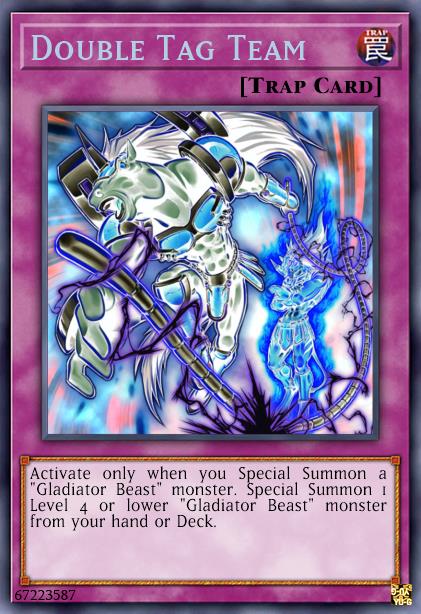 DOUBLE TAG TEAM
TRAP
罠
[TRAP CARD]
Activate only when you Special Summon a
"Gladiator Beast" monster. Special Summon 1
Level 4 or lower "Gladiator Beast" monster
from your hand or Deck.
67223587